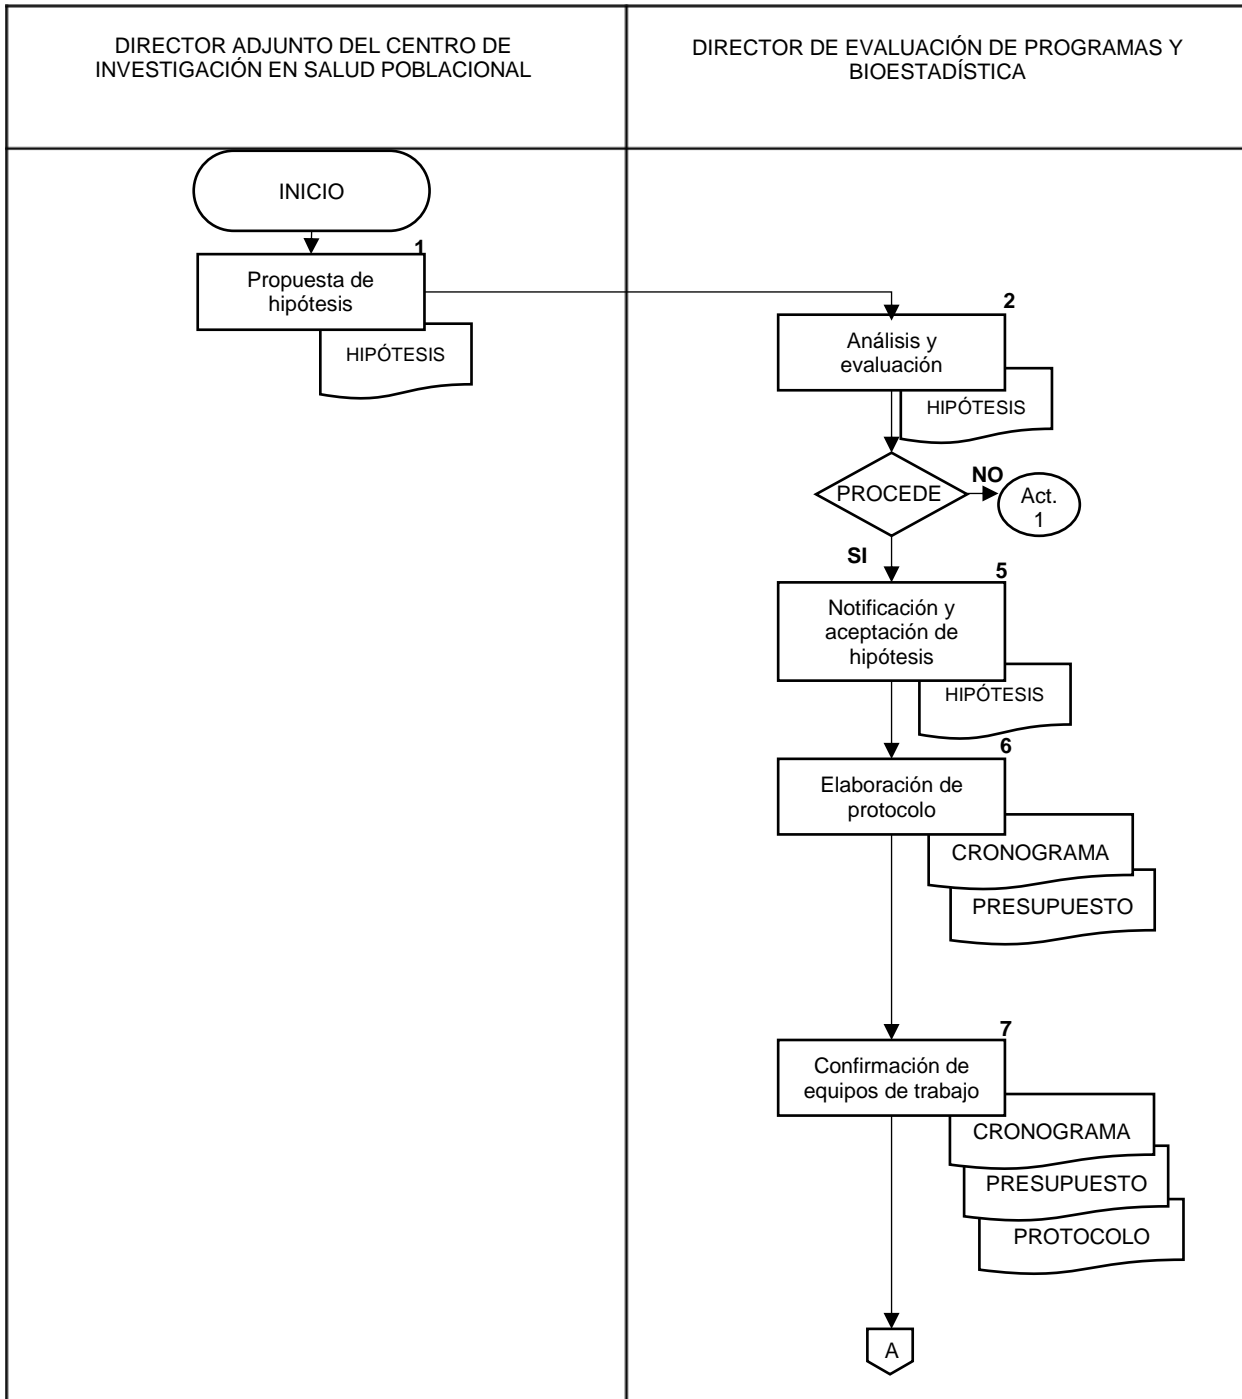 DIRECTOR ADJUNTO DEL CENTRO DE
INVESTIGACIÓN EN SALUD POBLACIONAL
DIRECTOR DE EVALUACIÓN DE PROGRAMAS Y
BIOESTADÍSTICA
INICIO
1
Propuesta de
hipótesis
HIPÓTESIS
2
Análisis y
evaluación
HIPÓTESIS
PROCEDE
NO
Act.
1
SI
5
Notificación y
aceptación de
hipótesis
HIPÓTESIS
6
Elaboración de
protocolo
CRONOGRAMA
PRESUPUESTO
7
Confirmación de
equipos de trabajo
CRONOGRAMA
PRESUPUESTO
PROTOCOLO
A